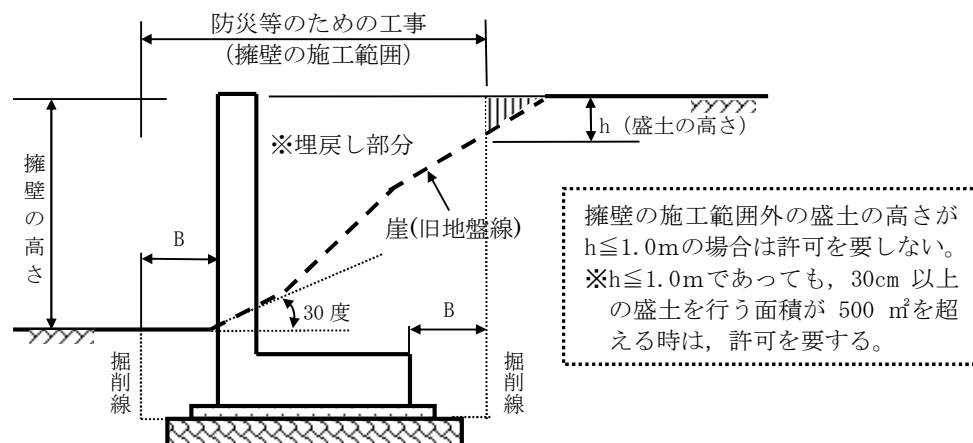 防災等のための工事
(擁壁の施工範囲)
h (盛土の高さ)
※埋戻し部分
擁壁の高さ
崖(旧地盤線)
B
30 度
B
掘削線
掘削線
擁壁の施工範囲外の盛土の高さが
h≦1.0ｍの場合は許可を要しない。
※h≦1.0ｍであっても，30cm 以上
の盛土を行う面積が 500 ㎡を超
える時は，許可を要する。